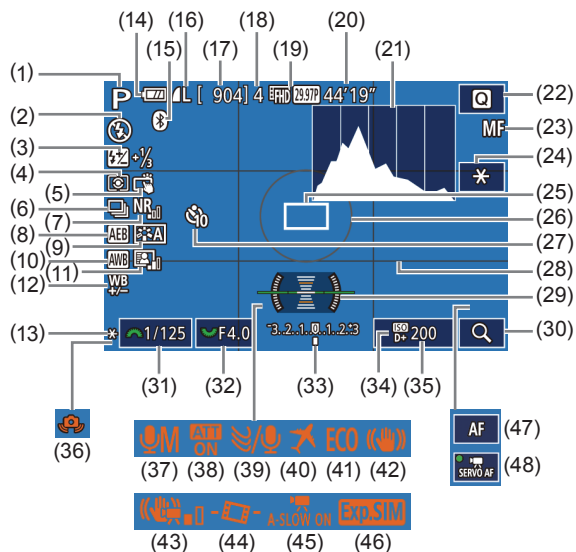 (14) (16) (17) (18) (20) (21)
(15) (19)
(1) P L [ 904] 4 FHD 29.97P 44'19" Q (22)
(2) MF (23)
(3) +1/3 (24)
(4) (25)
(5)
(6) NR (26)
(7) 10
(8) AEB A (27)
(9)
(10) AWB (28)
(11)
(12) WB +/- (29)
(13) * 1/125 F4.0 -3..2..1..0..1..2.:3 ISO D+ 200 (30)
(31) (32) (33) (34) (35)
(36)
M ATT ON / ECO AF (47)
(37) (38) (39) (40) (41) (42) SERVO AF (48)
A-SLOW ON Exp.SIM
(43) (44) (45) (46)